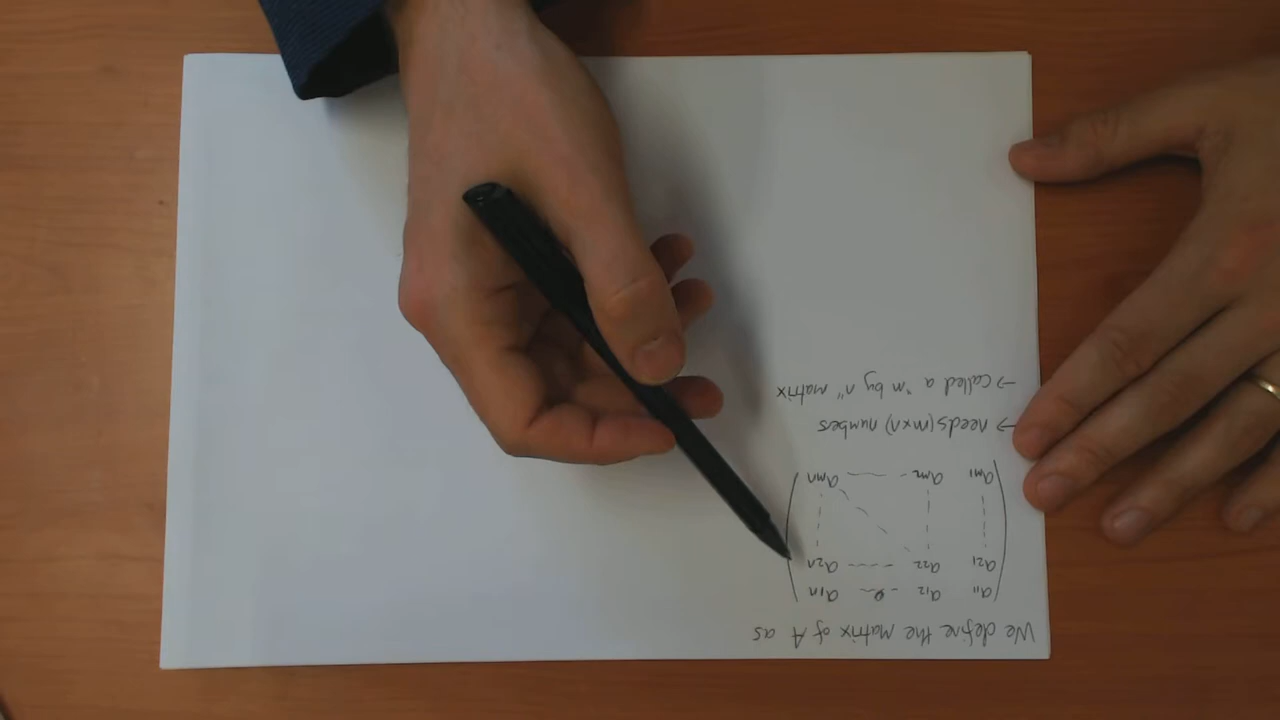 We define the matrix of A as
a11 a12 - - a1n
a21 a22 ---- a2n
am1 am2 - — amn
→ needs (m×n) numbers
→ called a "m by n" matrix